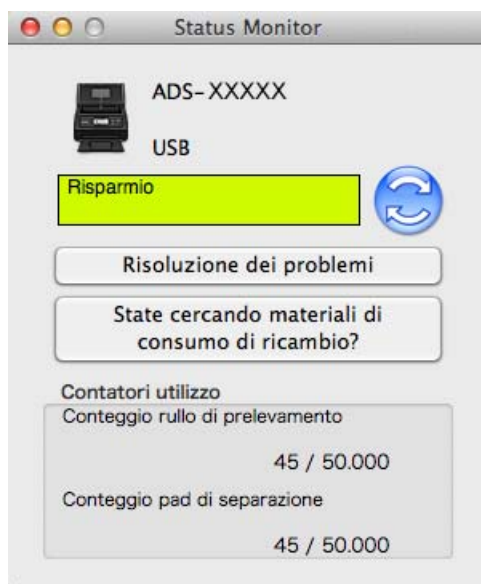 Status Monitor
ADS-XXXXX
USB
Risparmio
Risoluzione dei problemi
State cercando materiali di
consumo di ricambio?
Contatori utilizzo
Conteggio rullo di prelevamento
45 / 50.000
Conteggio pad di separazione
45 / 50.000